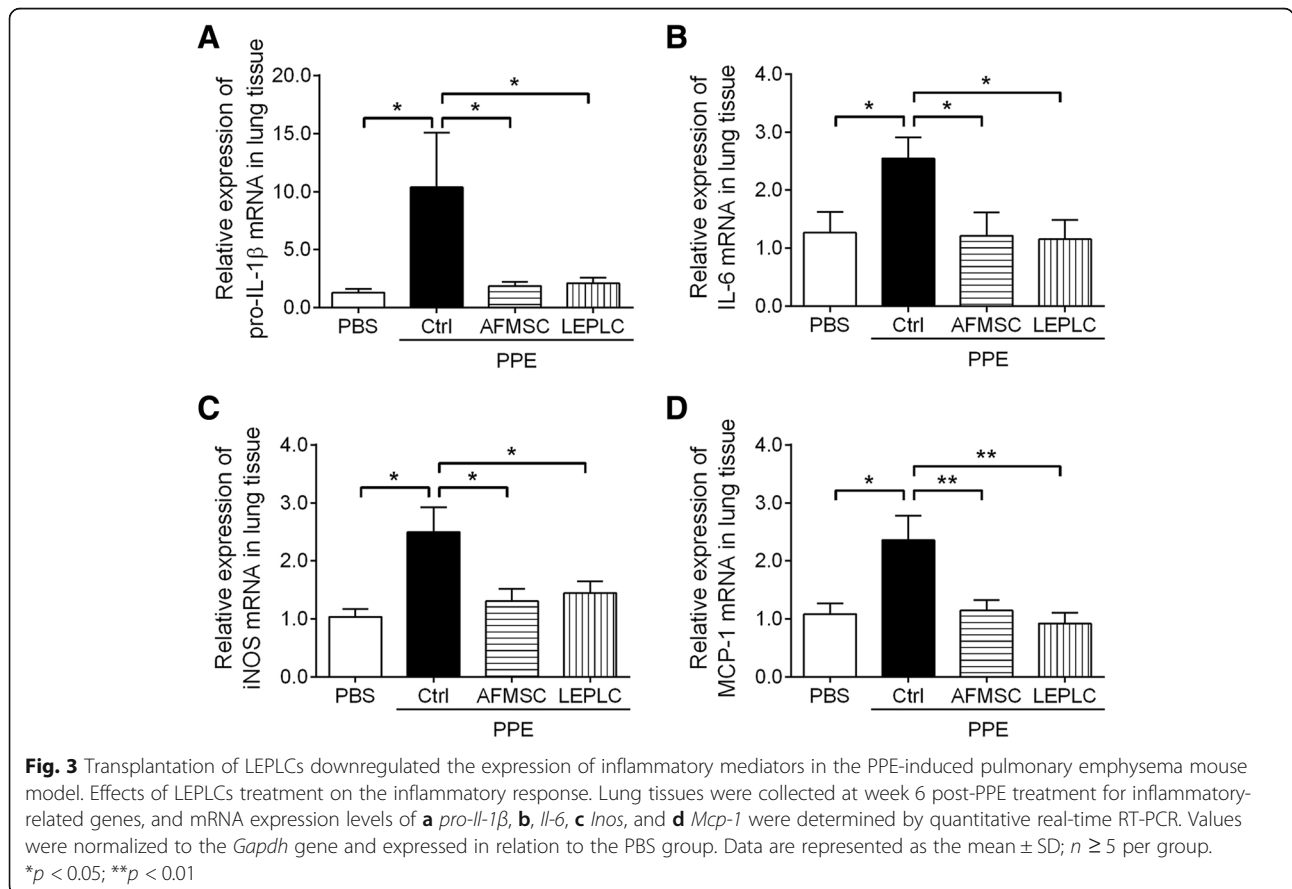 A
Relative expression of
pro-IL-1β mRNA in lung tissue
20.0
15.0
10.0
5.0
0.0
*
*
*
PBS
Ctrl
AFMSC
LEPLC
PPE
B
Relative expression of
IL-6 mRNA in lung tissue
4.0
3.0
2.0
1.0
0.0
*
*
*
PBS
Ctrl
AFMSC
LEPLC
PPE
C
Relative expression of
iNOS mRNA in lung tissue
4.0
3.0
2.0
1.0
0.0
*
*
*
PBS
Ctrl
AFMSC
LEPLC
PPE
D
Relative expression of
MCP-1 mRNA in lung tissue
4.0
3.0
2.0
1.0
0.0
*
**
**
PBS
Ctrl
AFMSC
LEPLC
PPE
Fig. 3 Transplantation of LEPLCs downregulated the expression of inflammatory mediators in the PPE-induced pulmonary emphysema mouse
model. Effects of LEPLCs treatment on the inflammatory response. Lung tissues were collected at week 6 post-PPE treatment for inflammatory-
related genes, and mRNA expression levels of a pro-Il-1β, b, Il-6, c Inos, and d Mcp-1 were determined by quantitative real-time RT-PCR. Values
were normalized to the Gapdh gene and expressed in relation to the PBS group. Data are represented as the mean ± SD; n ≥ 5 per group.
*p < 0.05; **p < 0.01